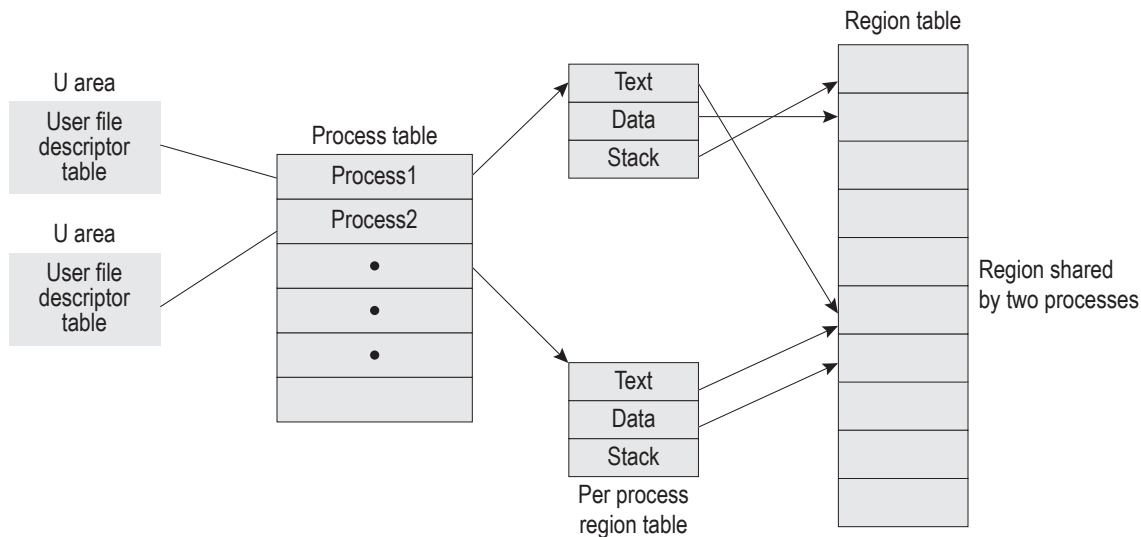 U area
User file
descriptor
table
U area
User file
descriptor
table
Process table
Process1
Process2
•
•
•
Text
Data
Stack
Text
Data
Stack
Per process
region table
Region table
Region shared
by two processes